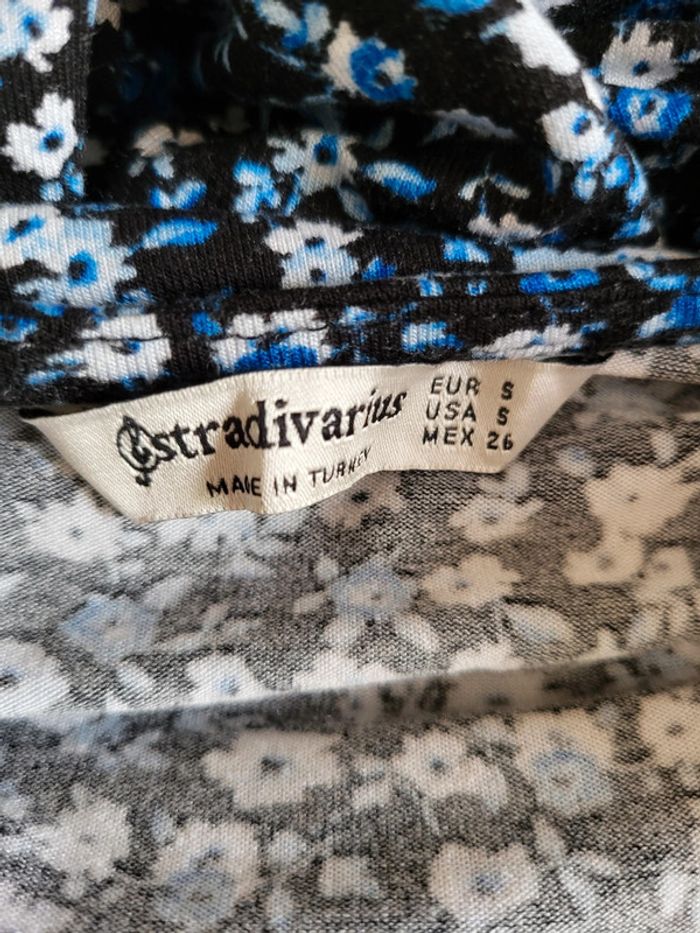 stradivarius
MADE IN TURKEY
EUR S
USA S
MEX 26